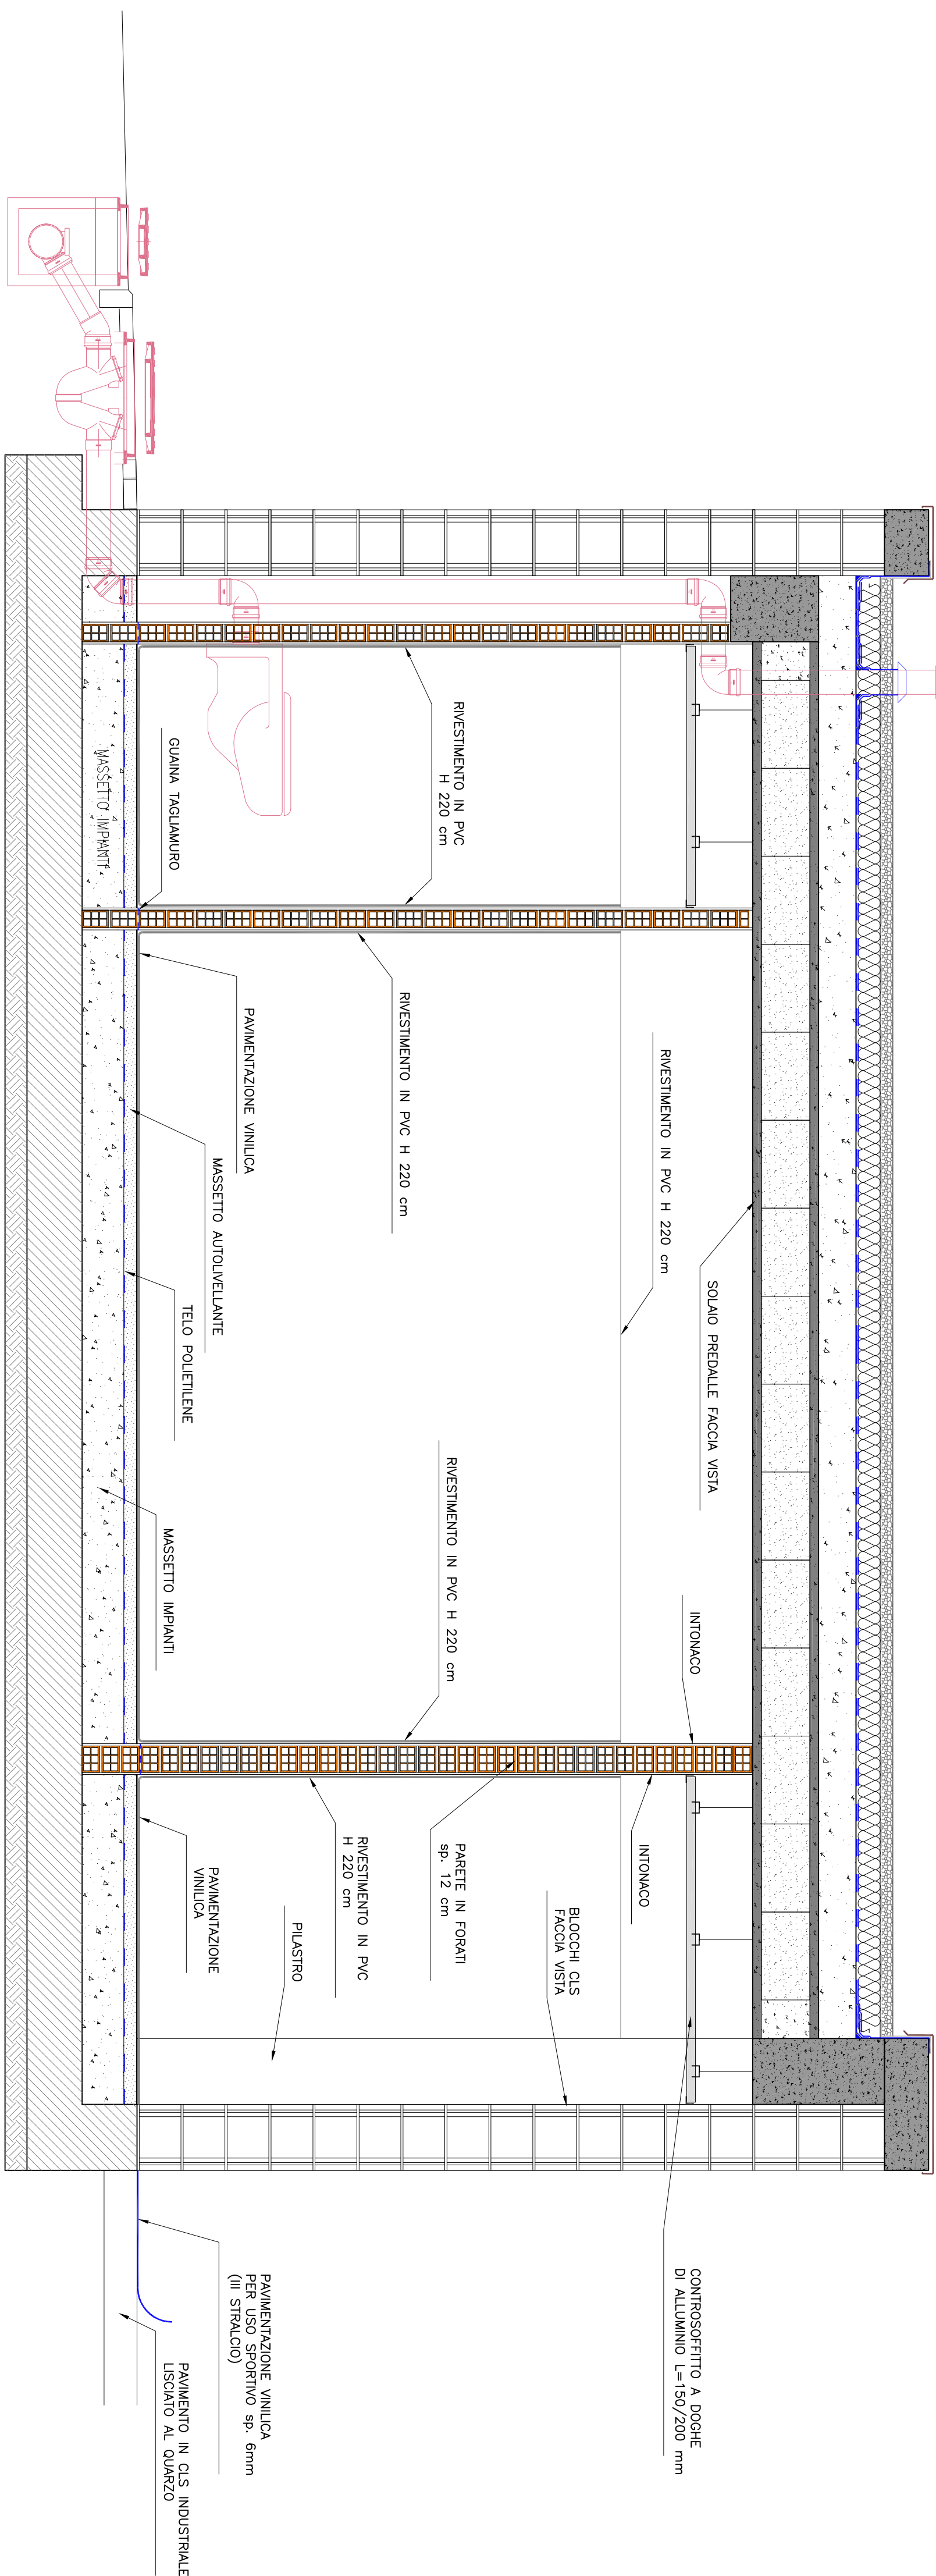 CONTROSOFFITTO A DOGHE
DI ALLUMINIO L=150/200 mm
SOLAIO PREDALLE FACCIA VISTA
INTONACO
RIVESTIMENTO IN PVC H 220 cm
INTONACO
BLOCCHI CLS
FACCIA VISTA
RIVESTIMENTO IN PVC
H 220 cm
RIVESTIMENTO IN PVC H 220 cm
PARETE IN FORATI
sp. 12 cm
RIVESTIMENTO IN PVC H 220 cm
RIVESTIMENTO IN PVC
H 220 cm
PILASTRO
PAVIMENTAZIONE VINILICA
PER USO SPORTIVO sp. 6mm
(III STRALCIO)
PAVIMENTAZIONE VINILICA
MASSETTO AUTOLIVELLANTE
PAVIMENTAZIONE
VINILICA
TELO POLIETILENE
GUAINA TAGLIAMURO
MASSETTO IMPIANTI
PAVIMENTO IN CLS INDUSTRIALE
LISCIATO AL QUARZO
MASSETTO IMPIANTI